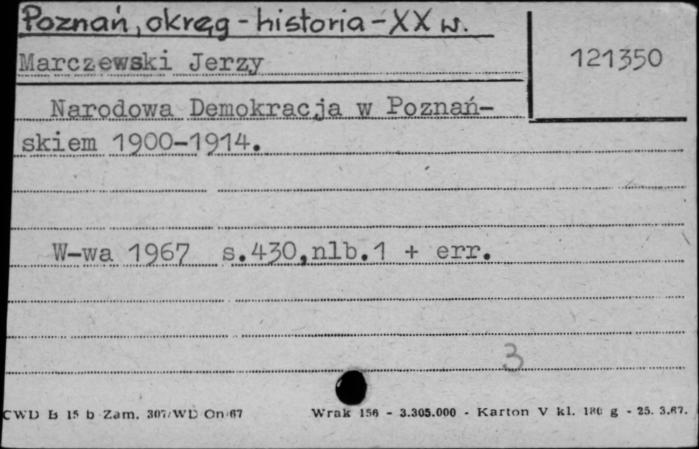 Poznań, okręg - historia - XX w.
Marczewski Jerzy
121350
Narodowa Demokracja w Poznań-
skiem 1900-1914.
W-wa 1967 s.430,nlb.1 + err.
3
CWD B 15 b Zam. 307/WD On/67
Wrak 156 - 3.305.000 - Karton V kl. 180 g - 25. 3.67.